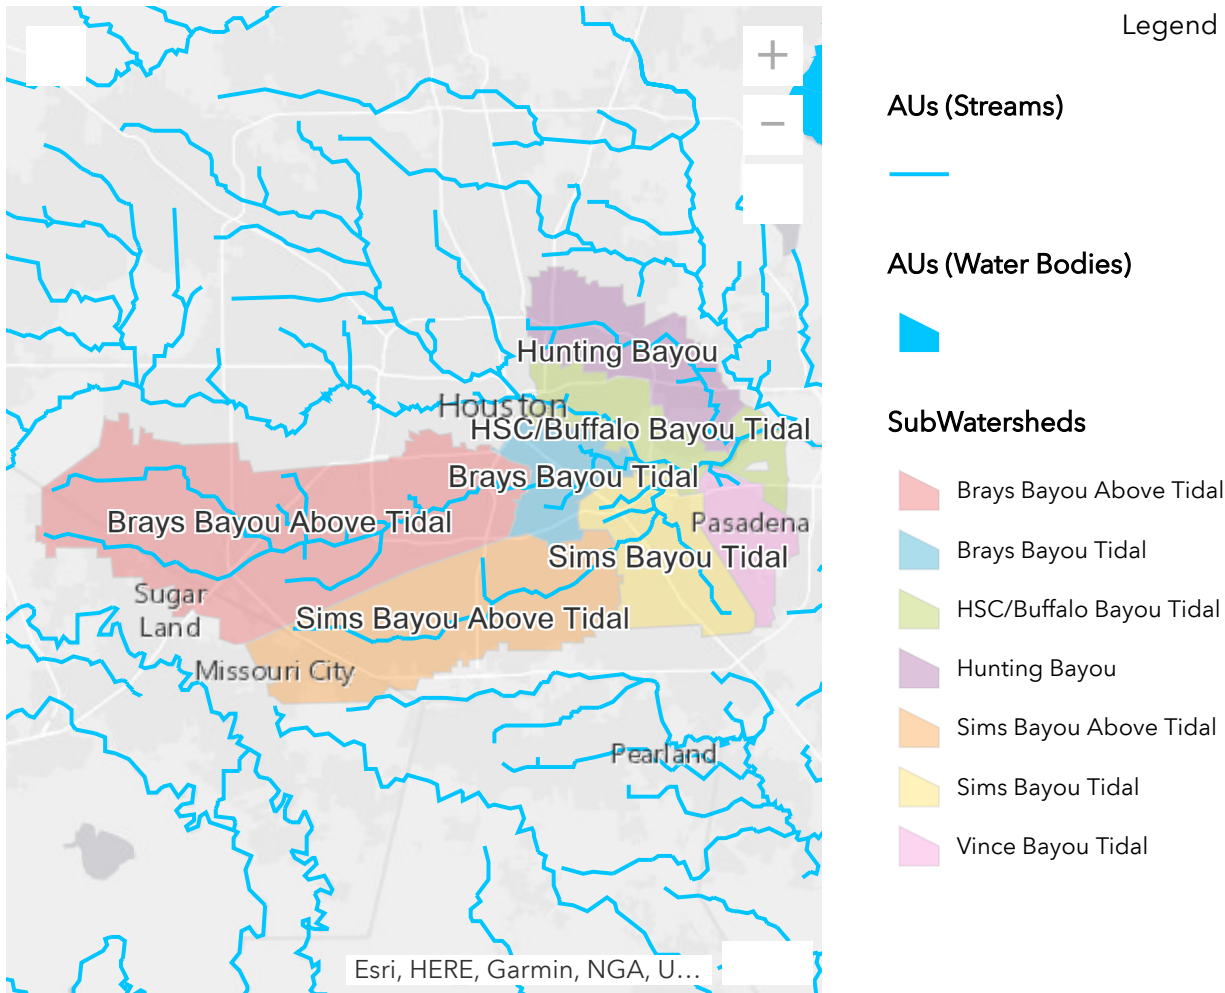 Legend
AUs (Streams)
AUs (Water Bodies)
SubWatersheds
Brays Bayou Above Tidal
Brays Bayou Tidal
HSC/Buffalo Bayou Tidal
Hunting Bayou
Sims Bayou Above Tidal
Sims Bayou Tidal
Vince Bayou Tidal
+
−
Hunting Bayou
Houston
HSC/Buffalo Bayou Tidal
Brays Bayou Tidal
Brays Bayou Above Tidal
Pasadena
Sims Bayou Tidal
Sugar
Land
Sims Bayou Above Tidal
Missouri City
Pearland
Esri, HERE, Garmin, NGA, U…